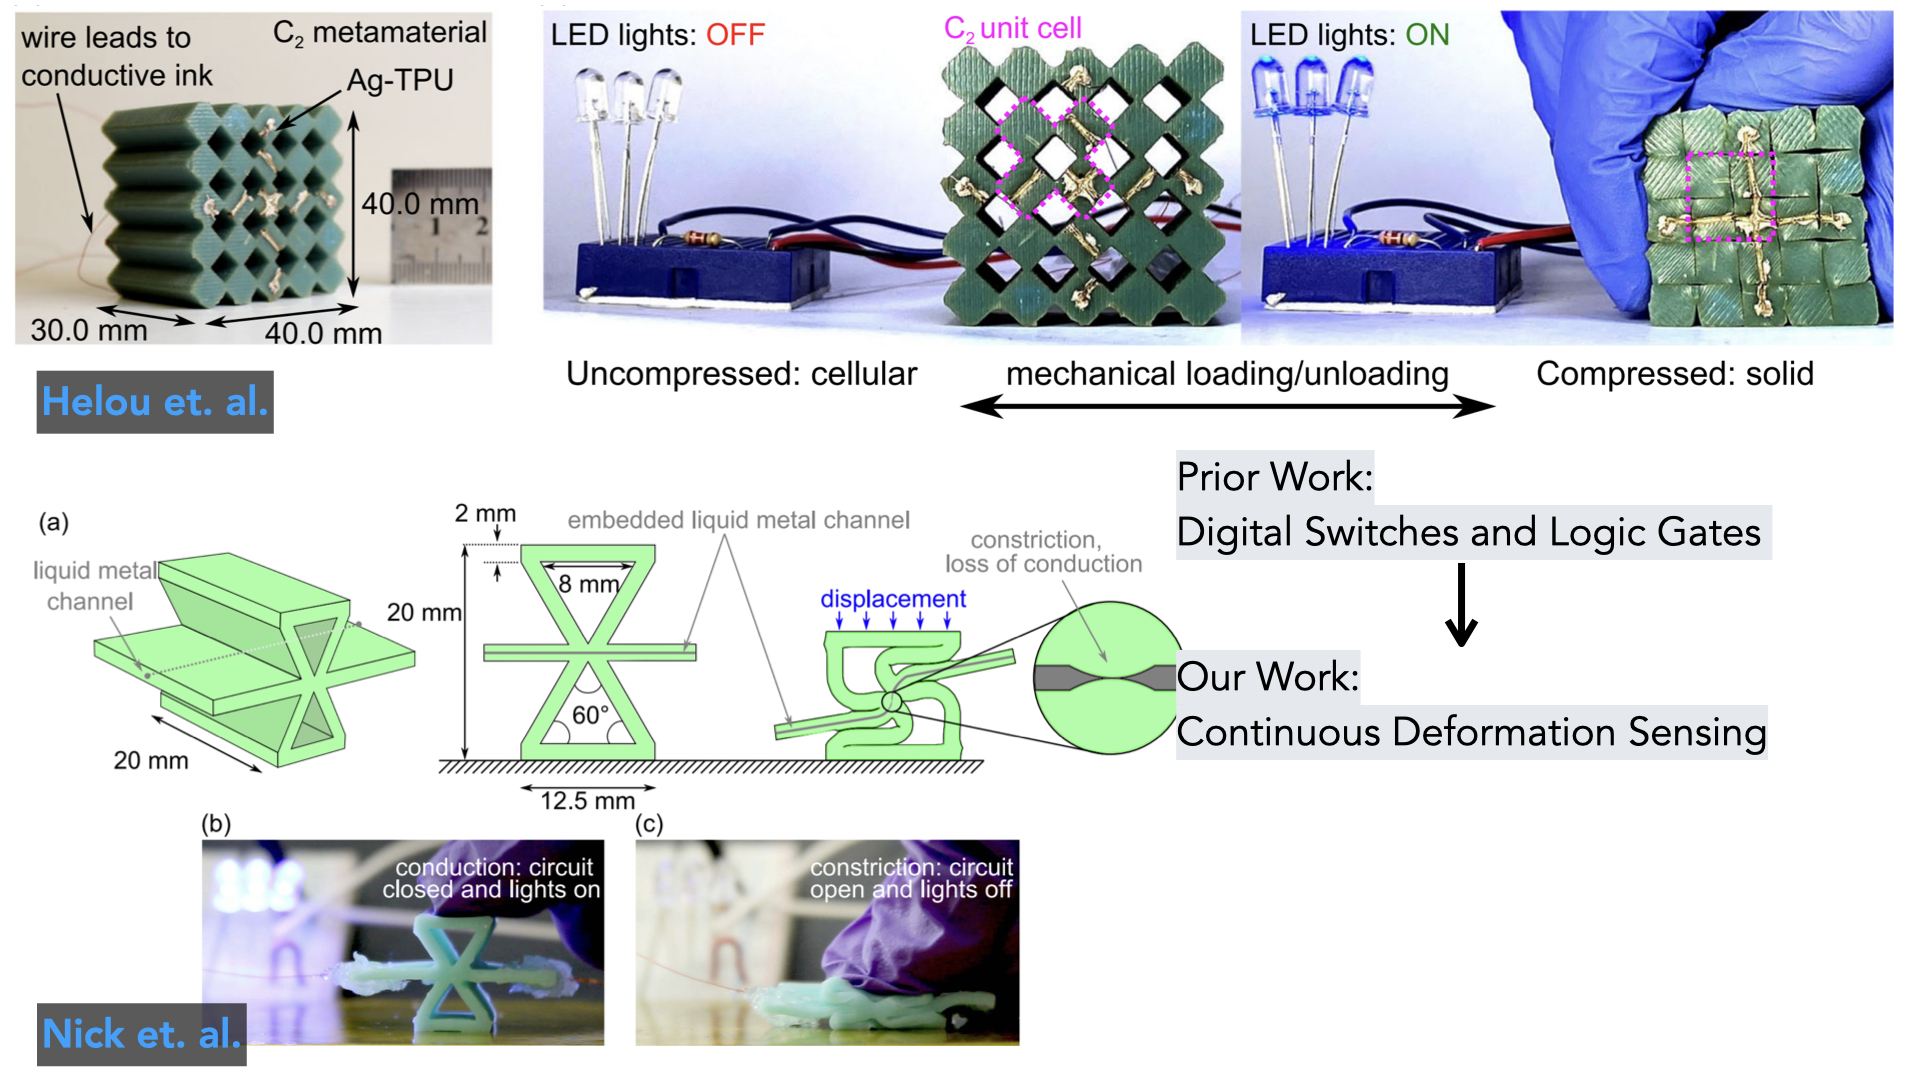 wire leads to
conductive ink
C2 metamaterial
Ag-TPU
40.0 mm
30.0 mm
40.0 mm
1 2
LED lights: OFF
C2 unit cell
LED lights: ON
Uncompressed: cellular
mechanical loading/unloading
Compressed: solid
Helou et. al.
Prior Work:
Digital Switches and Logic Gates
Our Work:
Continuous Deformation Sensing
(a)
liquid metal
channel
20 mm
2 mm
embedded liquid metal channel
8 mm
20 mm
60°
12.5 mm
displacement
constriction,
loss of conduction
(b)
conduction: circuit
closed and lights on
(c)
constriction: circuit
open and lights off
Nick et. al.